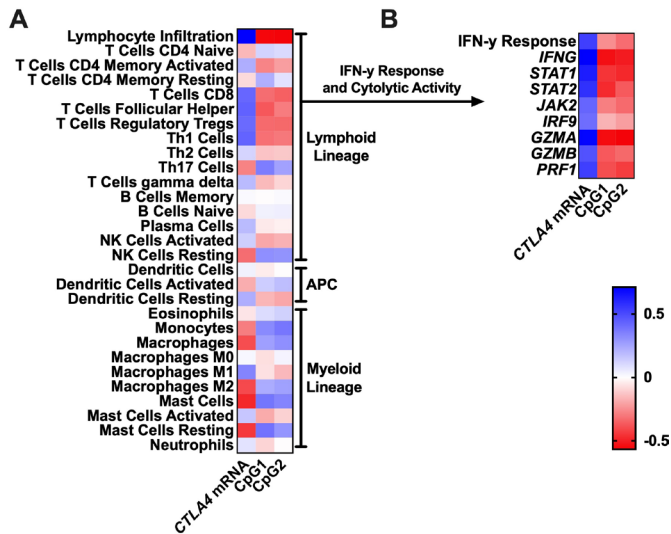 A
Lymphocyte Infiltration
T Cells CD4 Naive
T Cells CD4 Memory Activated
T Cells CD4 Memory Resting
T Cells CD8
T Cells Follicular Helper
T Cells Regulatory Tregs
Th1 Cells
Th2 Cells
Th17 Cells
T Cells gamma delta
B Cells Memory
B Cells Naive
Plasma Cells
NK Cells Activated
NK Cells Resting
Dendritic Cells
Dendritic Cells Activated
Dendritic Cells Resting
Eosinophils
Monocytes
Macrophages
Macrophages M0
Macrophages M1
Macrophages M2
Mast Cells
Mast Cells Activated
Mast Cells Resting
Neutrophils
CTLA4 mRNA
CpG1
CpG2
Lymphoid
Lineage
APC
Myeloid
Lineage
IFN-y Response
and Cytolytic Activity
B
IFN-y Response
IFNG
STAT1
STAT2
JAK2
IRF9
GZMA
GZMB
PRF1
CTLA4 mRNA
CpG1
CpG2
0.5
0
-0.5